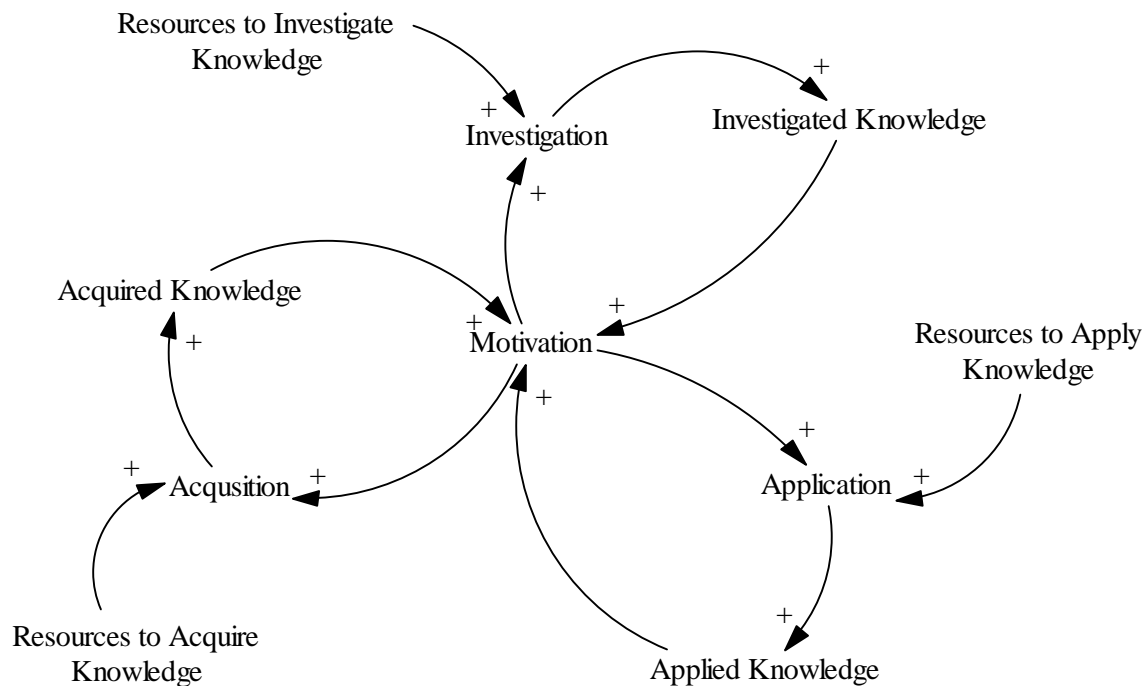 Resources to Investigate
Knowledge
+
+
Investigation
Investigated Knowledge
+
Acquired Knowledge
+
+
Motivation
+
Resources to Apply
Knowledge
+
+
+
Acqusition
+
+
Application
+
Resources to Acquire
Knowledge
+
Applied Knowledge